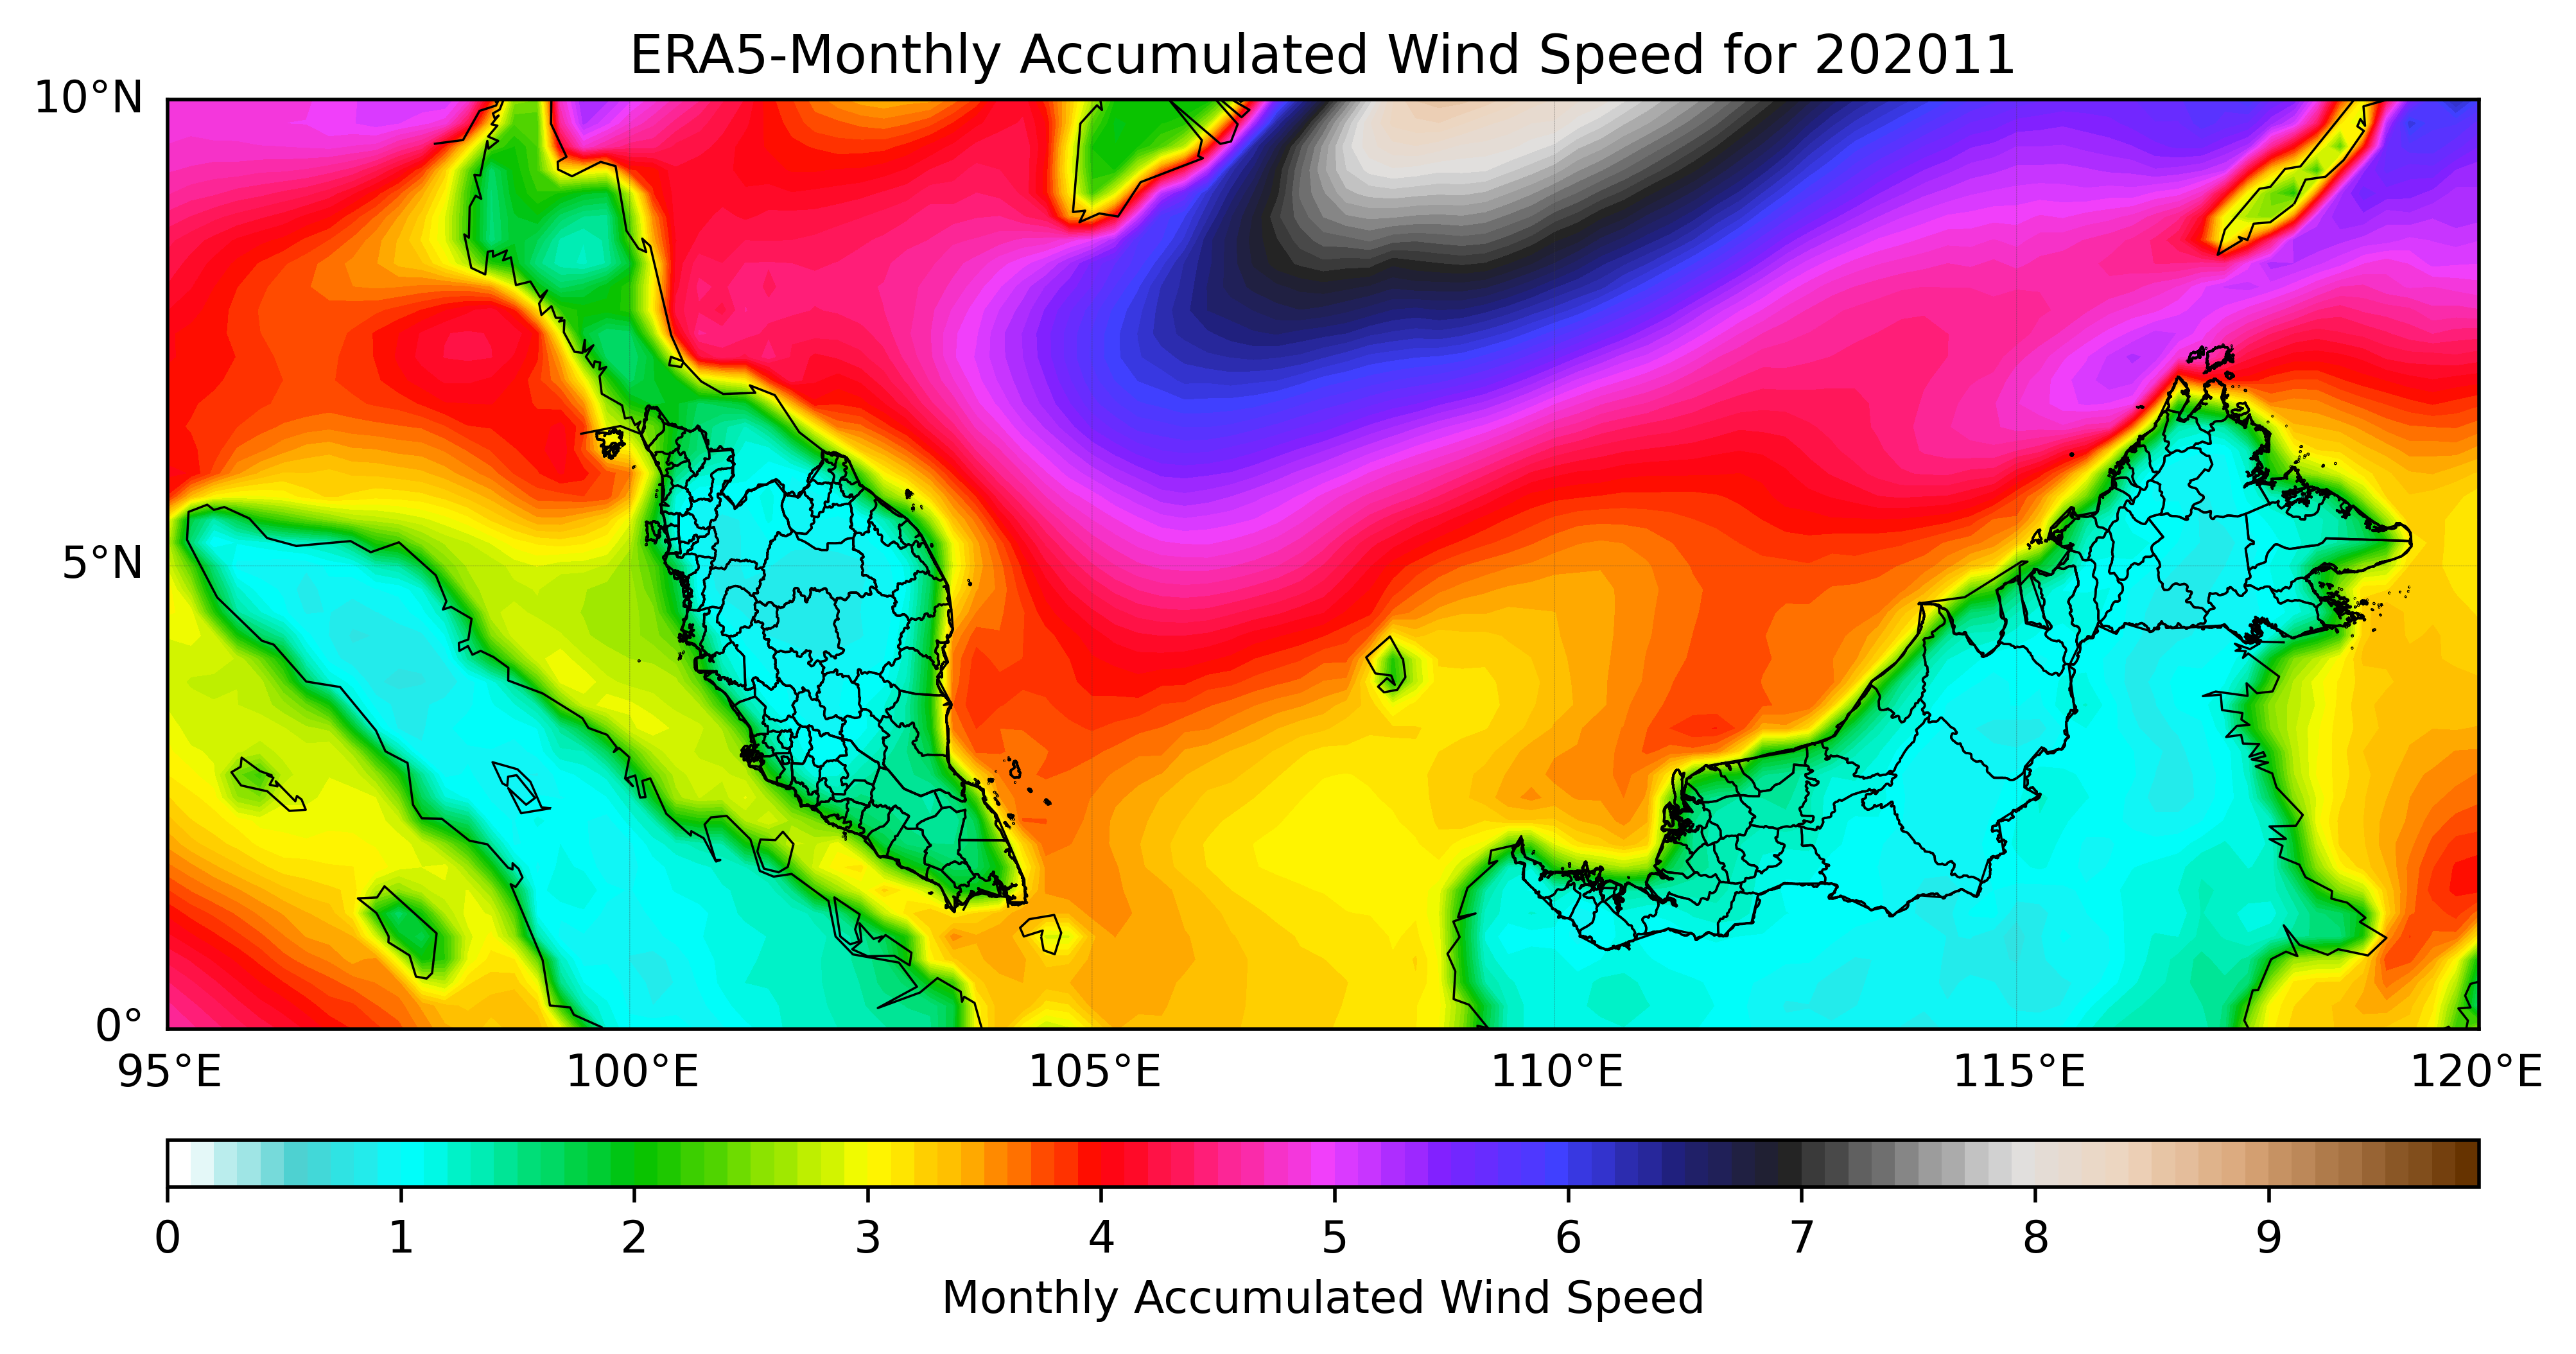 ERA5-Monthly Accumulated Wind Speed for 202011
10°N
5°N
0°
95°E 100°E 105°E 110°E 115°E 120°E
0 1 2 3 4 5 6 7 8 9
Monthly Accumulated Wind Speed